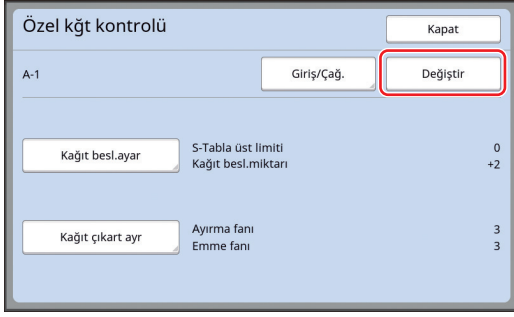 Özel kğt kontrolü
Kapat
A-1
Giriş/Çağ.
Değiştir
Kağıt besl.ayar
S-Tabla üst limiti 0
Kağıt besl.miktarı +2
Kağıt çıkart ayr
Ayırma fanı 3
Emme fanı 3